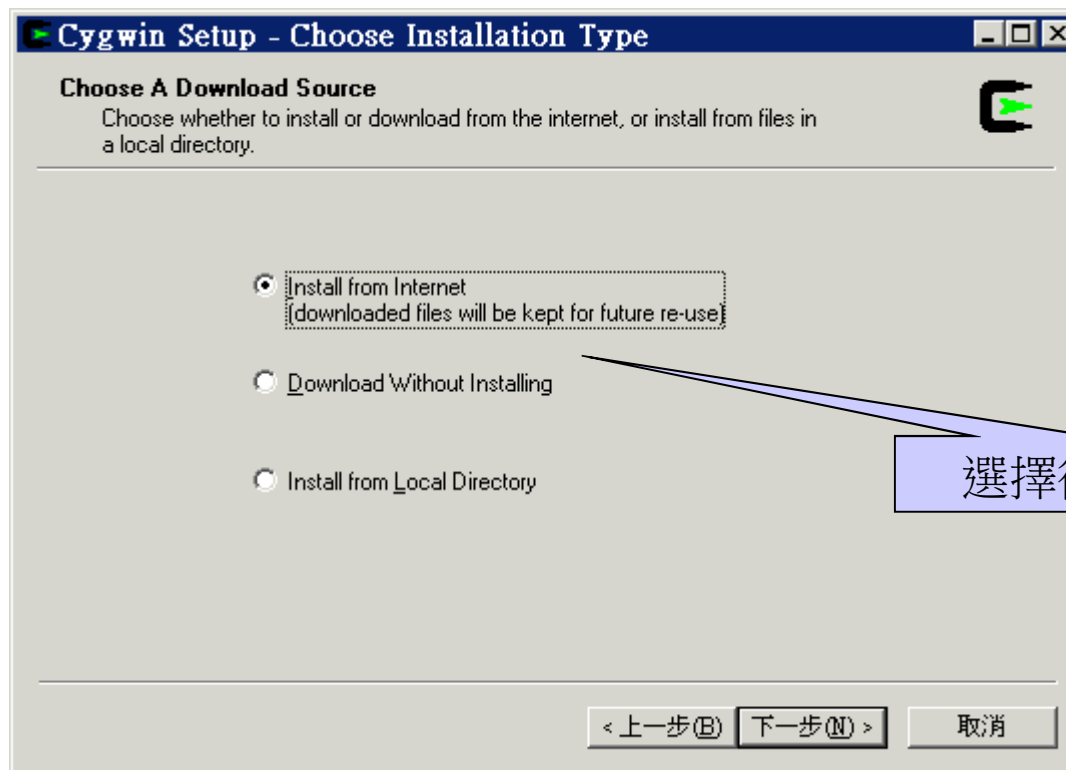 Cygwin Setup - Choose Installation Type
Choose A Download Source
Choose whether to install or download from the internet, or install from files in
a local directory.
Install from Internet
(downloaded files will be kept for future re-use)
Download Without Installing
選擇
Install from Local Directory
<上一步(B) 下一步(N)> 取消